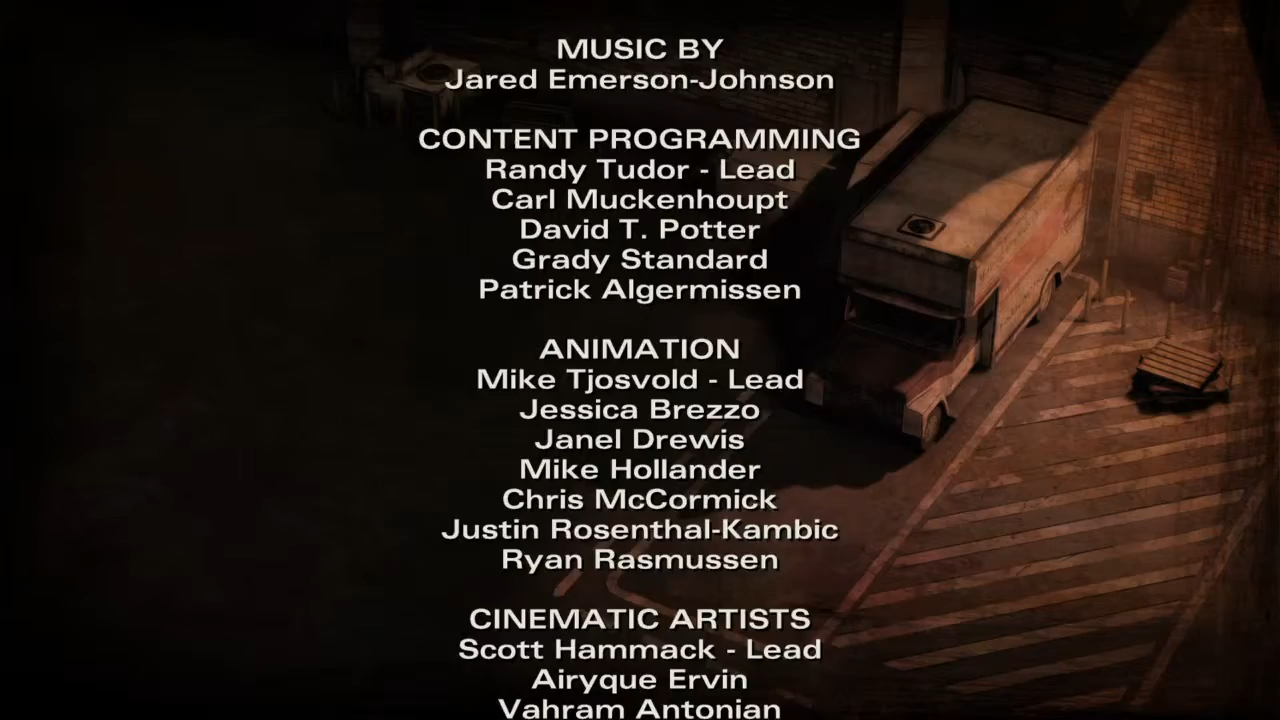 MUSIC BY
Jared Emerson-Johnson
CONTENT PROGRAMMING
Randy Tudor - Lead
Carl Muckenhoupt
David T. Potter
Grady Standard
Patrick Algermissen
ANIMATION
Mike Tjosvold - Lead
Jessica Brezzo
Janel Drewis
Mike Hollander
Chris McCormick
Justin Rosenthal-Kambic
Ryan Rasmussen
CINEMATIC ARTISTS
Scott Hammack - Lead
Airyque Ervin
Vahram Antonian